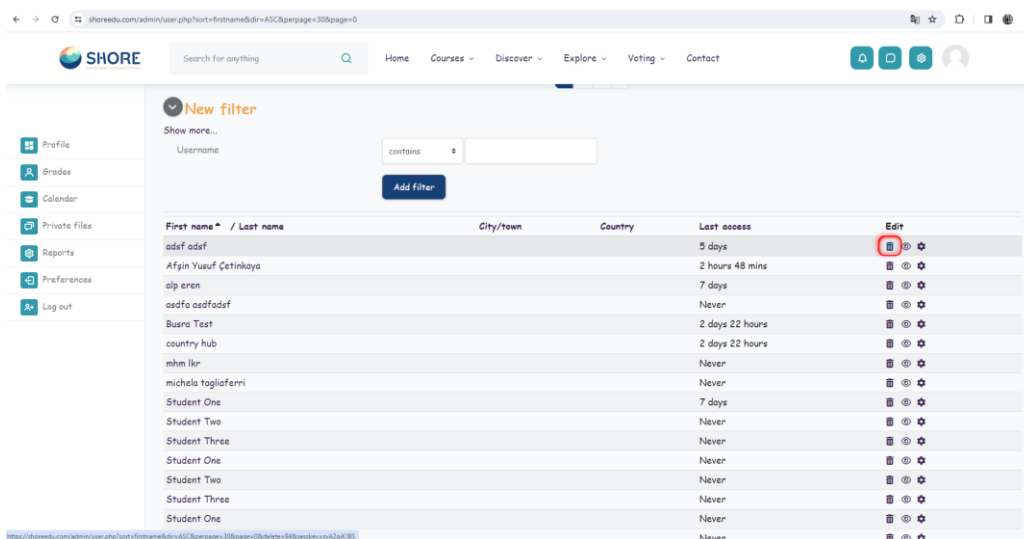 shoreedu.com/admin/user.php?sort=firstname&dir=ASC&perpage=30&page=0
SHORE
Search for anything
Home Courses Discover Explore Voting Contact
New filter
Show more...
Username contains
Add filter
Profile
Grades
Calendar
Private files
Reports
Preferences
Log out
First name / Last name City/town Country Last access Edit
adsf adsf 5 days
Afşin Yusuf Çetinkaya 2 hours 48 mins
alp eren 7 days
asdfa asdfadsf Never
Busra Test 2 days 22 hours
country hub 2 days 22 hours
mhm lkr Never
michela tagliaferri Never
Student One 7 days
Student Two Never
Student Three Never
Student One Never
Student Two Never
Student Three Never
Student One Never
Never